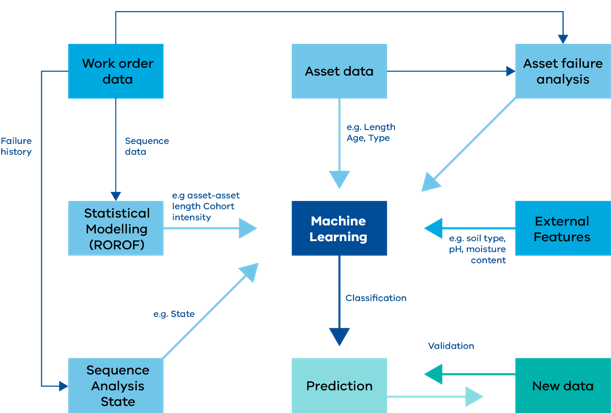 Work order
data
Asset data
Asset failure
analysis
Failure
history
Sequence
data
e.g. Length
Age, Type
Statistical
Modelling
(ROROF)
e.g asset-asset
length Cohort
intensity
Machine
Learning
External
Features
e.g. soil type,
pH, moisture
content
e.g. State
Classification
Sequence
Analysis
State
Prediction
Validation
New data